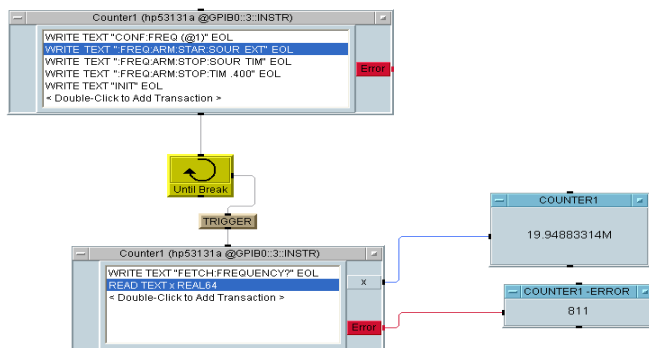 Counter1 (hp53131a @GPIB0::3::INSTR)
WRITE TEXT "CONF:FREQ (@1)" EOL
WRITE TEXT ":FREQ:ARM:STAR:SOUR EXT" EOL
WRITE TEXT ":FREQ:ARM:STOP:SOUR TIM" EOL
WRITE TEXT ":FREQ:ARM:STOP:TIM .400" EOL
WRITE TEXT "INIT" EOL
< Double-Click to Add Transaction >
Error
Until Break
TRIGGER
Counter1 (hp53131a @GPIB0::3::INSTR)
WRITE TEXT "FETCH:FREQUENCY?" EOL
READ TEXT x REAL64
< Double-Click to Add Transaction >
x
Error
COUNTER1
19.94883314M
COUNTER1 -ERROR
811